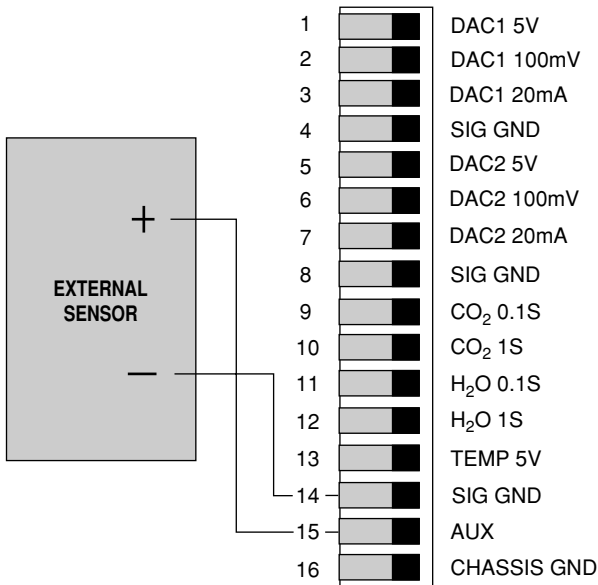 1 DAC1 5V
2 DAC1 100mV
3 DAC1 20mA
4 SIG GND
5 DAC2 5V
6 DAC2 100mV
7 DAC2 20mA
8 SIG GND
9 CO₂ 0.1S
10 CO₂ 1S
11 H₂O 0.1S
12 H₂O 1S
13 TEMP 5V
14 SIG GND
15 AUX
16 CHASSIS GND
+
EXTERNAL
SENSOR
−